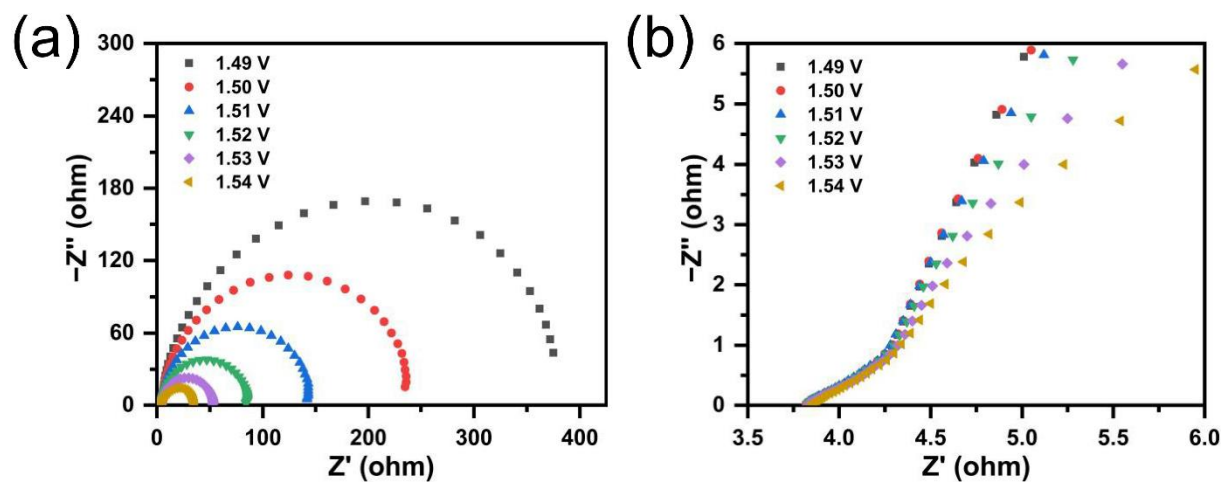 (a)
300
240
180
120
60
0
−Z'' (ohm)
1.49 V
1.50 V
1.51 V
1.52 V
1.53 V
1.54 V
0 100 200 300 400
Z' (ohm)
(b)
6
5
4
3
2
1
0
−Z'' (ohm)
1.49 V
1.50 V
1.51 V
1.52 V
1.53 V
1.54 V
3.5 4.0 4.5 5.0 5.5 6.0
Z' (ohm)